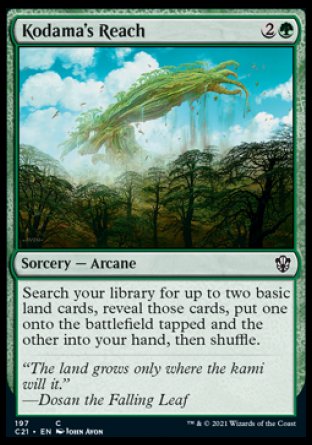 Kodama's Reach 2
Sorcery — Arcane
Search your library for up to two basic
land cards, reveal those cards, put one
onto the battlefield tapped and the
other into your hand, then shuffle.
"The land grows only where the kami
will it."
—Dosan the Falling Leaf
197 C
C21 • EN John Avon
™ & © 2021 Wizards of the Coast